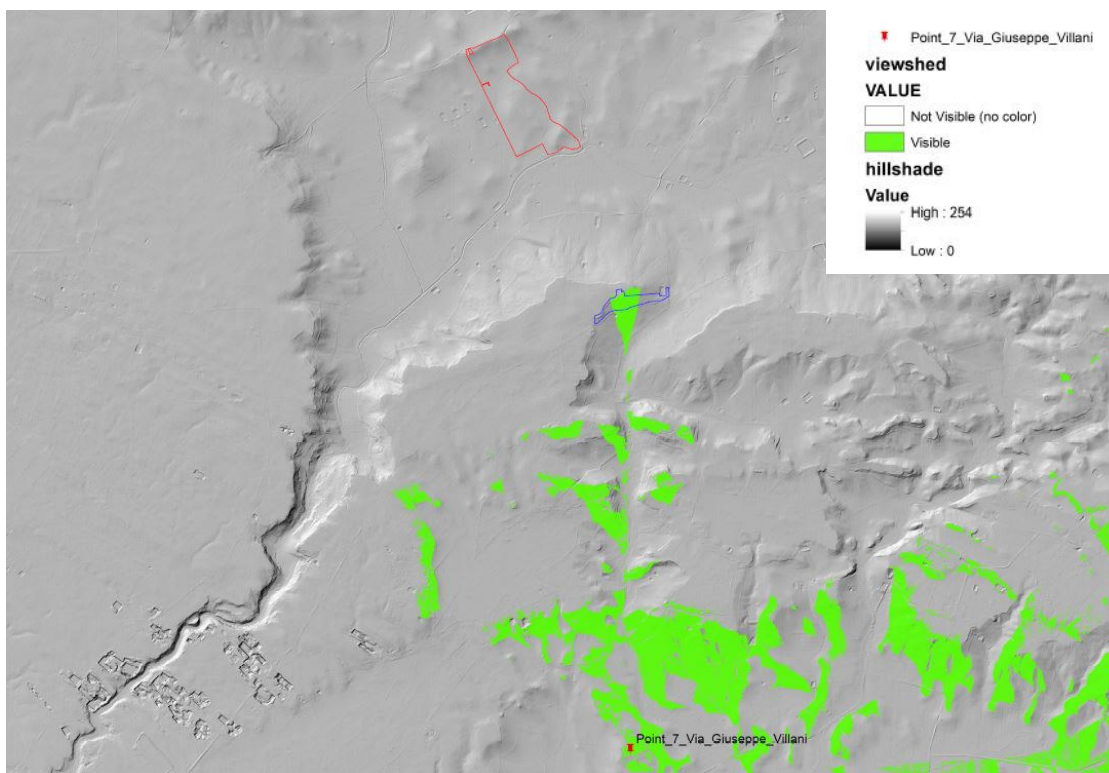 Point_7_Via_Giuseppe_Villani
viewshed
VALUE
Not Visible (no color)
Visible
hillshade
Value
High : 254
Low : 0
Point_7_Via_Giuseppe_Villani